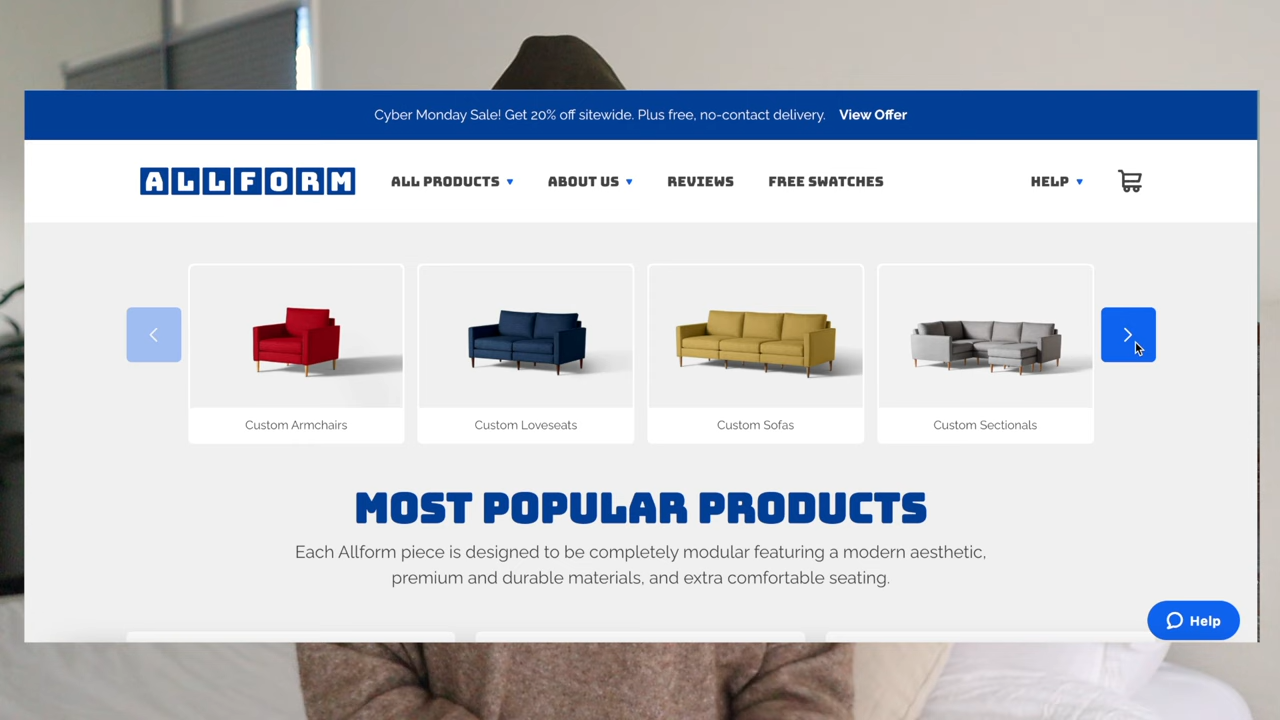 Cyber Monday Sale! Get 20% off sitewide. Plus free, no-contact delivery. View Offer
ALLFORM ALL PRODUCTS ABOUT US REVIEWS FREE SWATCHES HELP
Custom Armchairs Custom Loveseats Custom Sofas Custom Sectionals
MOST POPULAR PRODUCTS
Each Allform piece is designed to be completely modular featuring a modern aesthetic,
premium and durable materials, and extra comfortable seating.
Help